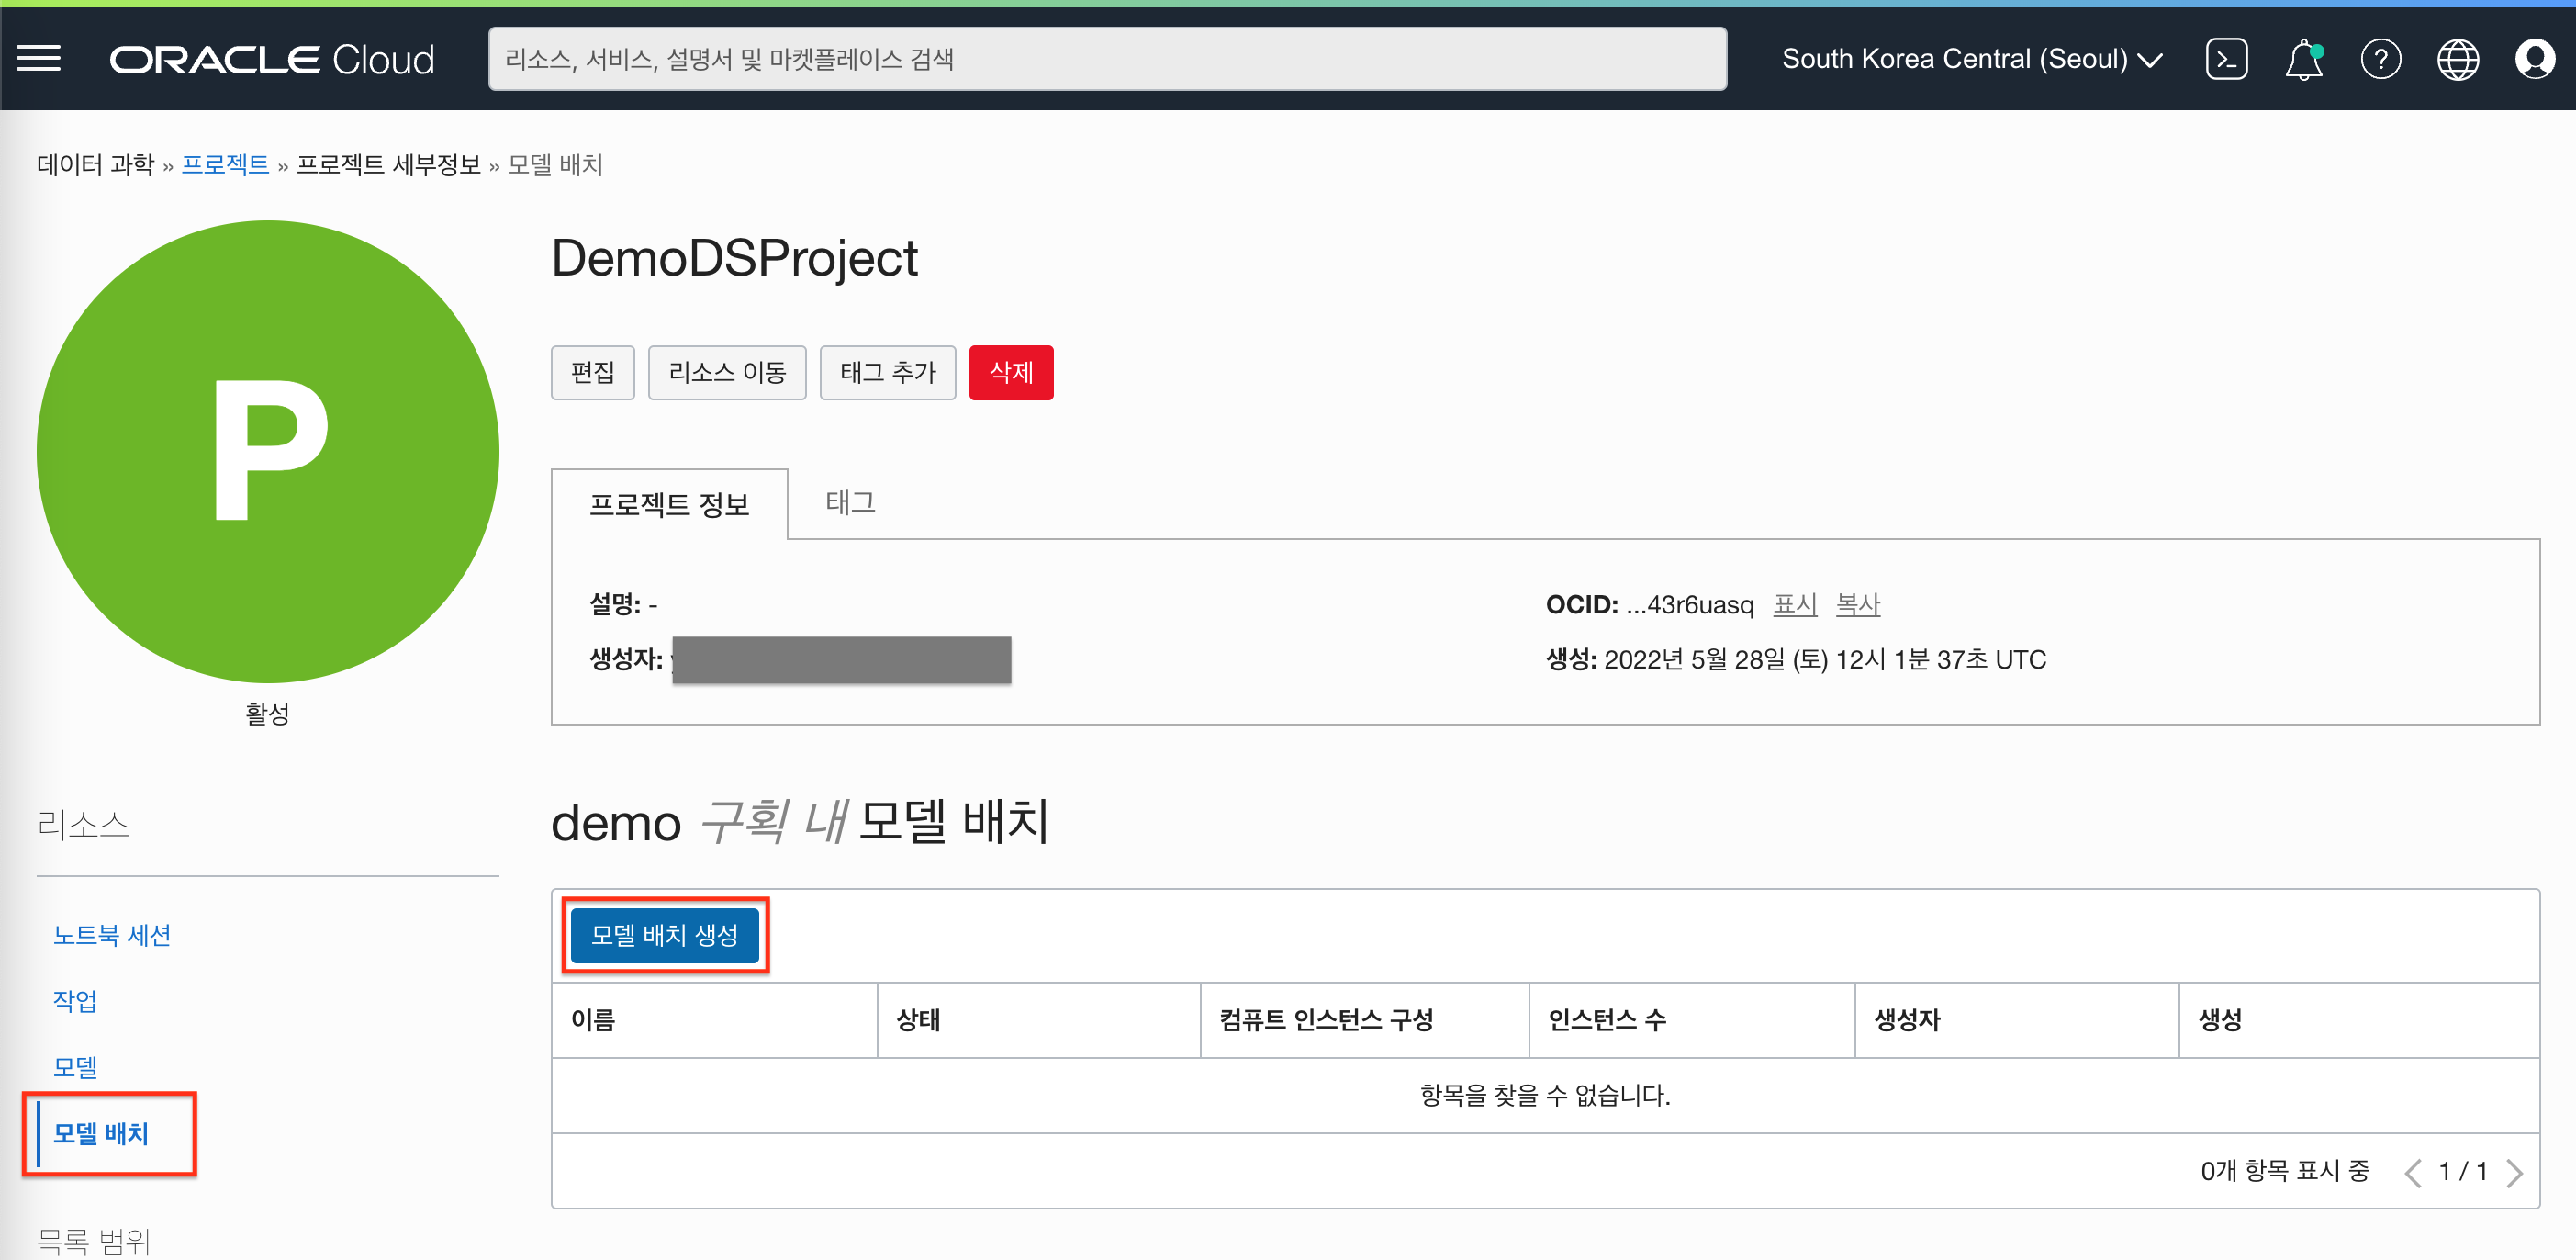 ORACLE Cloud
리소스, 서비스, 설명서 및 마켓플레이스 검색
South Korea Central (Seoul)
데이터 과학 » 프로젝트 » 프로젝트 세부정보 » 모델 배치
P
활성
DemoDSProject
편집 리소스 이동 태그 추가 삭제
프로젝트 정보 태그
설명: -
OCID: ...43r6uasq 표시 복사
생성자:
생성: 2022년 5월 28일 (토) 12시 1분 37초 UTC
리소스
노트북 세션
작업
모델
모델 배치
목록 범위
demo 구획 내 모델 배치
모델 배치 생성
이름 상태 컴퓨트 인스턴스 구성 인스턴스 수 생성자 생성
항목을 찾을 수 없습니다.
0개 항목 표시 중 1 / 1